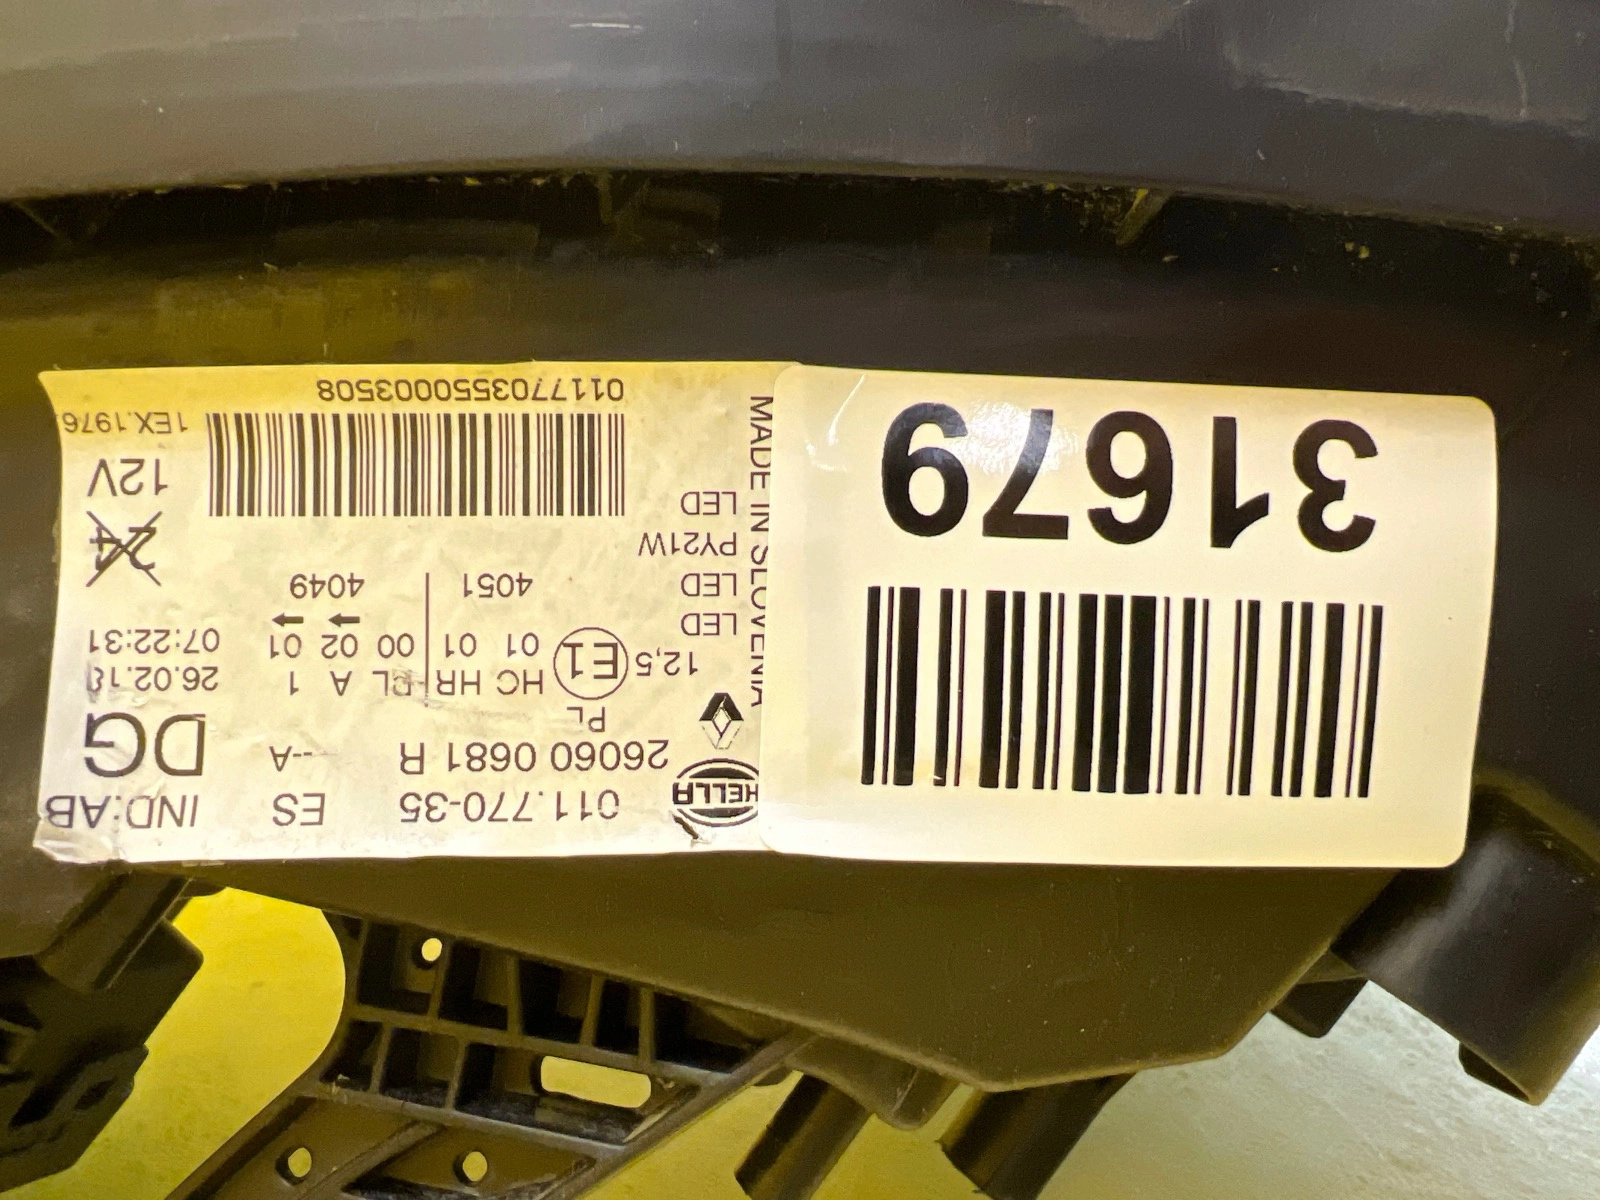 31679
HELLA 011.770-35 ES IND:AB
26060 0681 R --A DG
PL
12,5 E1 HC HR RL A 1 26.02.18
LED 01 01 00 02 ← 01 ← 07:22:31
LED 4051 4049 24
PY21W
LED 12V
1EX.1976
0117703550003508
MADE IN SLOVENIA